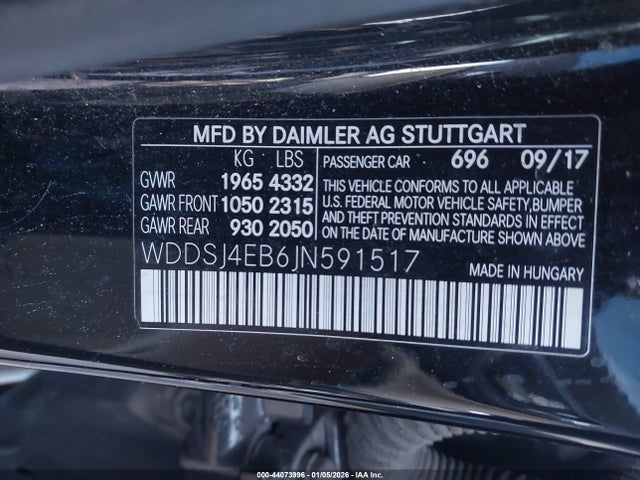 MFD BY DAIMLER AG STUTTGART
KG LBS
GVWR 1965 4332
GAWR FRONT 1050 2315
GAWR REAR 930 2050
PASSENGER CAR 696 09/17
THIS VEHICLE CONFORMS TO ALL APPLICABLE
U.S. FEDERAL MOTOR VEHICLE SAFETY, BUMPER
AND THEFT PREVENTION STANDARDS IN EFFECT
ON THE DATE OF MANUFACTURE SHOWN ABOVE
WDDSJ4EB6JN591517
MADE IN HUNGARY
000-44073996 - 01/05/2026 - IAA Inc.